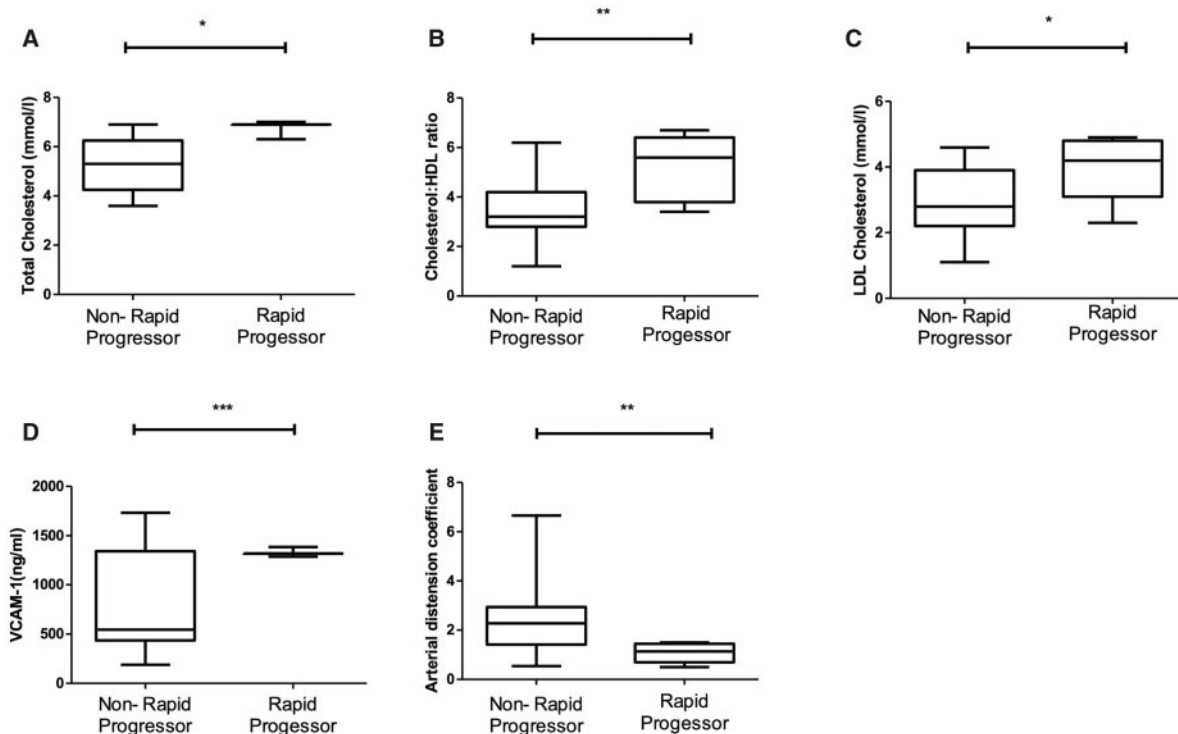 A
*
Total Cholesterol (mmol/l)
8
6
4
2
0
Non- Rapid
Progressor
Rapid
Progessor
B
**
Cholesterol:HDL ratio
8
6
4
2
0
Non- Rapid
Progressor
Rapid
Progessor
C
*
LDL Cholesterol (mmol/l)
6
4
2
0
Non- Rapid
Progressor
Rapid
Progessor
D
***
VCAM-1(ng/ml)
2000
1500
1000
500
0
Non- Rapid
Progressor
Rapid
Progessor
E
**
Arterial distension coefficient
8
6
4
2
0
Non- Rapid
Progressor
Rapid
Progessor